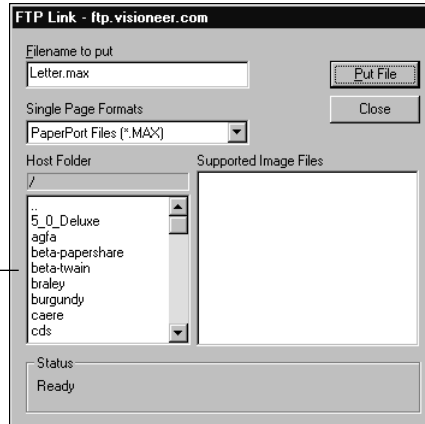 FTP Link - ftp.visioneer.com
Filename to put
Letter.max
Put File
Single Page Formats
Close
PaperPort Files (*.MAX)
Host Folder
Supported Image Files
/
..
5_0_Deluxe
agfa
beta-papershare
beta-twain
braley
burgundy
caere
cds
Status
Ready